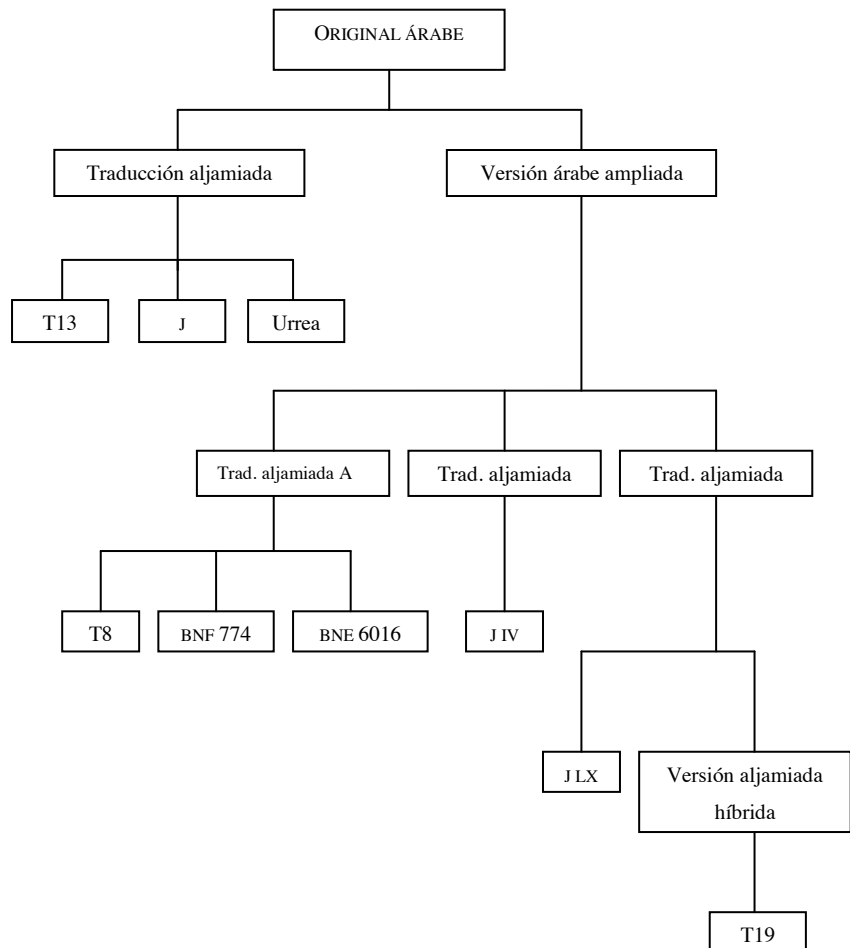 ORIGINAL ÁRABE
Traducción aljamiada
Versión árabe ampliada
T13
J
Urrea
Trad. aljamiada A
Trad. aljamiada
Trad. aljamiada
T8
BNF 774
BNE 6016
J IV
J LX
Versión aljamiada
híbrida
T19